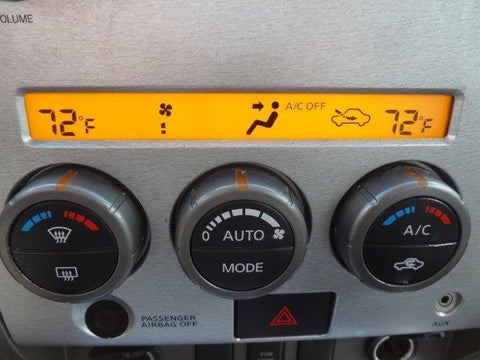 OLUME
72°F
A/C OFF
72°F
0 AUTO
MODE
A/C
PASSENGER
AIRBAG OFF
AUX